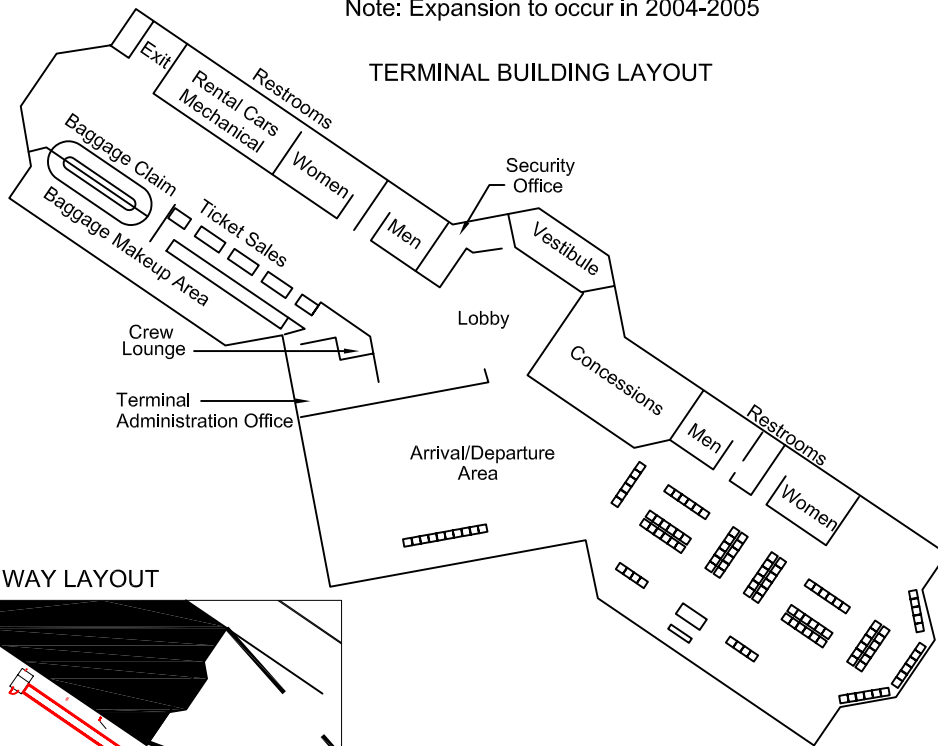 Note: Expansion to occur in 2004-2005
TERMINAL BUILDING LAYOUT
Exit
Restrooms
Rental Cars
Mechanical
Women
Men
Security
Office
Vestibule
Baggage Claim
Ticket Sales
Baggage Makeup Area
Crew
Lounge
Lobby
Concessions
Terminal
Administration Office
Arrival/Departure
Area
Men
Restrooms
Women
WAY LAYOUT